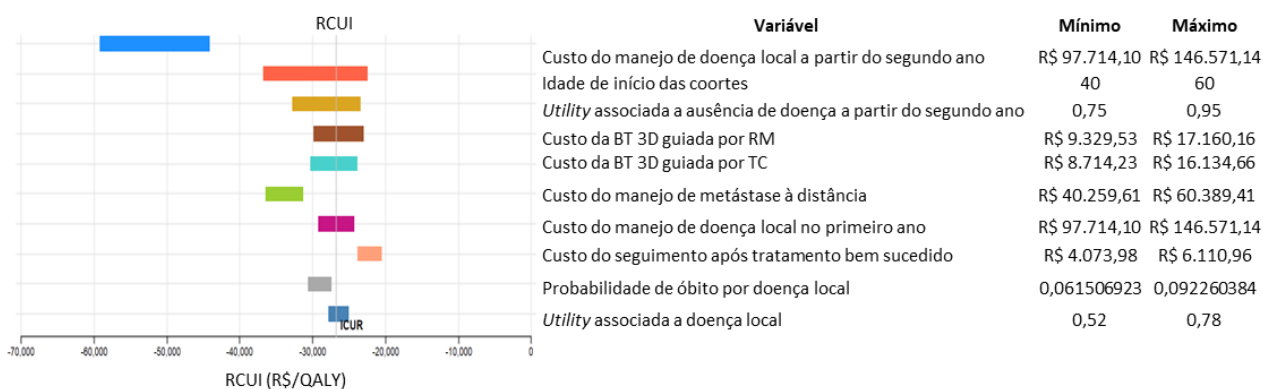 RCUI
Variável Mínimo Máximo
Custo do manejo de doença local a partir do segundo ano R$ 97.714,10 R$ 146.571,14
Idade de início das coortes 40 60
Utility associada a ausência de doença a partir do segundo ano 0,75 0,95
Custo da BT 3D guiada por RM R$ 9.329,53 R$ 17.160,16
Custo da BT 3D guiada por TC R$ 8.714,23 R$ 16.134,66
Custo do manejo de metástase à distância R$ 40.259,61 R$ 60.389,41
Custo do manejo de doença local no primeiro ano R$ 97.714,10 R$ 146.571,14
Custo do seguimento após tratamento bem sucedido R$ 4.073,98 R$ 6.110,96
Probabilidade de óbito por doença local 0,061506923 0,092260384
Utility associada a doença local 0,52 0,78
ICUR
-70,000 -60,000 -50,000 -40,000 -30,000 -20,000 -10,000 0
RCUI (R$/QALY)